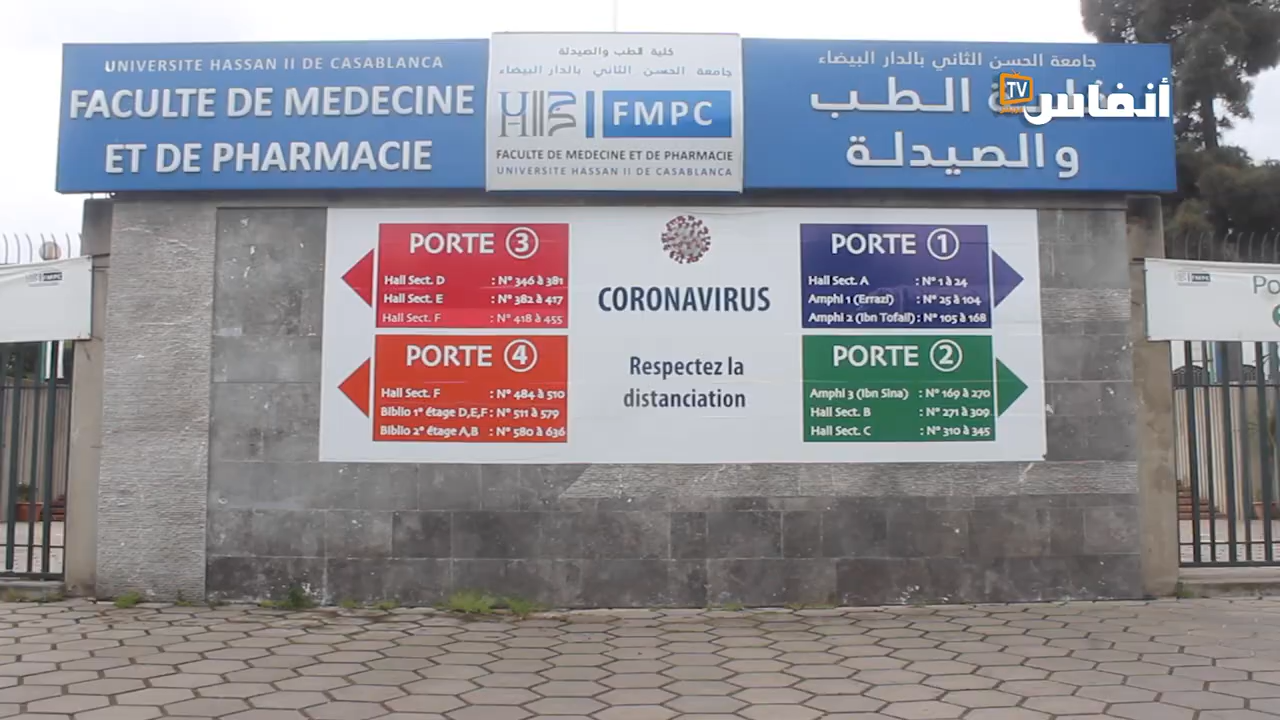 UNIVERSITE HASSAN II DE CASABLANCA
FACULTE DE MEDECINE
ET DE PHARMACIE
كلية الطب والصيدلة
جامعة الحسن الثاني بالدار البيضاء
FMPC
FACULTE DE MEDECINE ET DE PHARMACIE
UNIVERSITE HASSAN II DE CASABLANCA
جامعة الحسن الثاني بالدار البيضاء
الطب
والصيدلة
أنفاس
TV
PORTE 3
Hall Sect. D : N° 346 à 381
Hall Sect. E : N° 382 à 417
Hall Sect. F : N° 418 à 455
PORTE 4
Hall Sect. F : N° 484 à 510
Biblio 1° étage D,E,F : N° 511 à 579
Biblio 2° étage A,B : N° 580 à 636
CORONAVIRUS
Respectez la
distanciation
PORTE 1
Hall Sect. A : N° 1 à 24
Amphi 1 (Errazi) : N° 25 à 104
Amphi 2 (Ibn Tofail) : N° 105 à 168
PORTE 2
Amphi 3 (Ibn Sina) : N° 169 à 270
Hall Sect. B : N° 271 à 309
Hall Sect. C : N° 310 à 345
FMPC
FMPC
Po